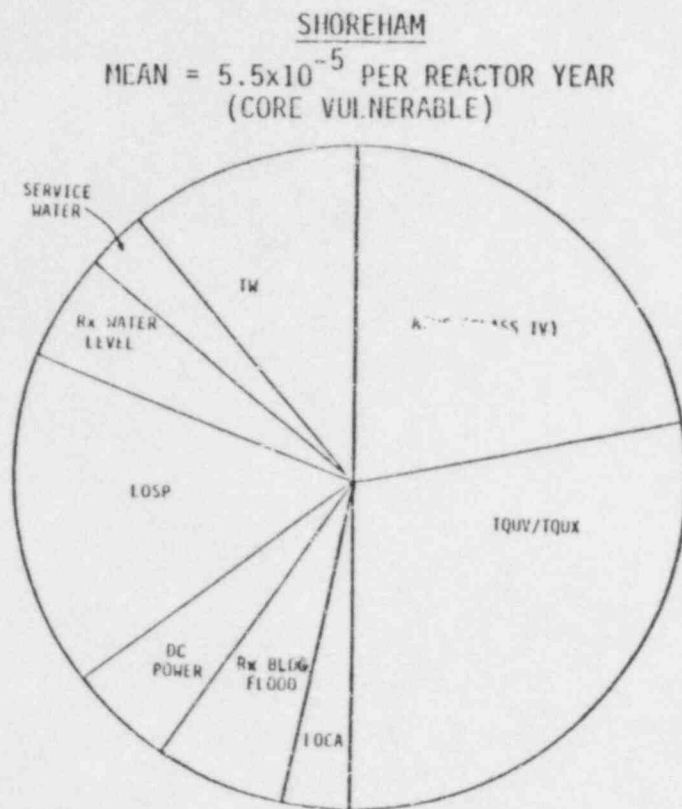 SHOREHAM
MEAN = 5.5x10^-5 PER REACTOR YEAR
(CORE VULNERABLE)
SERVICE
WATER
TW
Rx WATER
LEVEL
IV)
LOSP
TQUV/TQUX
DC
POWER
Rx BLDG
FLOOD
LOCA